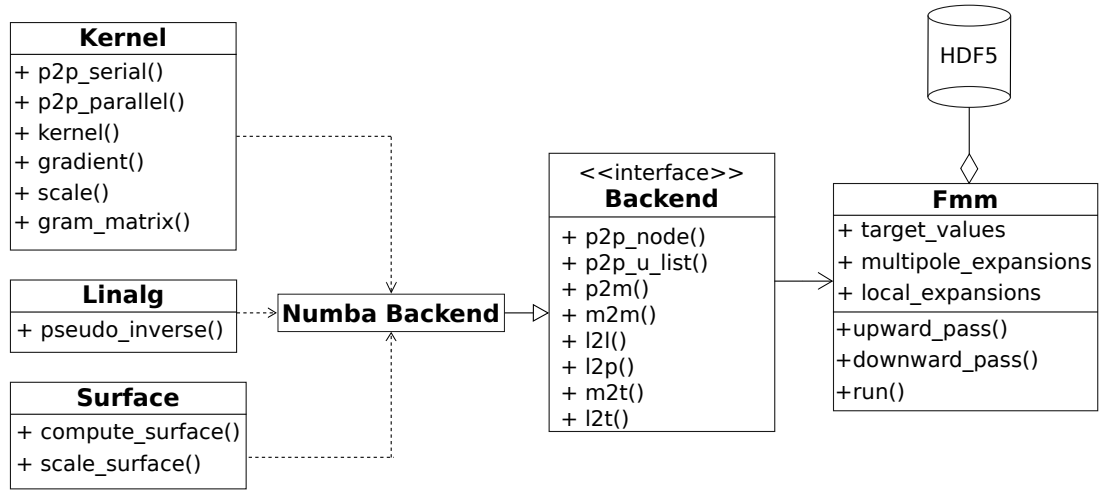 Kernel
+ p2p_serial()
+ p2p_parallel()
+ kernel()
+ gradient()
+ scale()
+ gram_matrix()
Linalg
+ pseudo_inverse()
Surface
+ compute_surface()
+ scale_surface()
Numba Backend
<<interface>>
Backend
+ p2p_node()
+ p2p_u_list()
+ p2m()
+ m2m()
+ l2l()
+ l2p()
+ m2t()
+ l2t()
HDF5
Fmm
+ target_values
+ multipole_expansions
+ local_expansions
+upward_pass()
+downward_pass()
+run()